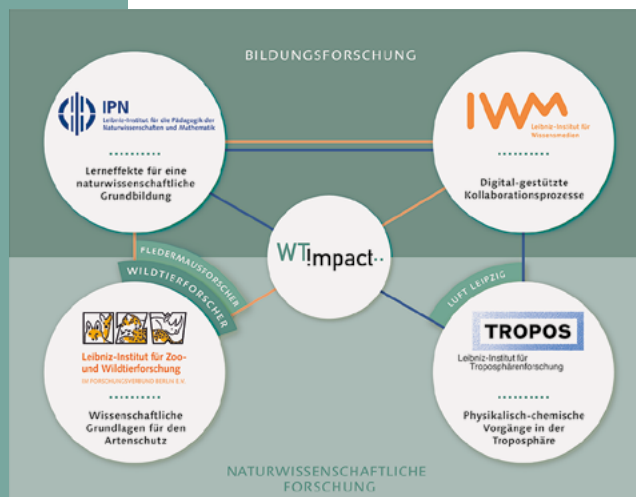 BILDUNGSFORSCHUNG
IPN
Leibniz-Institut für die Pädagogik der
Naturwissenschaften und Mathematik
Lerneffekte für eine
naturwissenschaftliche
Grundbildung
IWM
Leibniz-Institut für
Wissensmedien
Digital-gestützte
Kollaborationsprozesse
WTimpact..
FLEDERMAUSFORSCHER
WILDTIERFORSCHER
LUFT LEIPZIG
Leibniz-Institut für Zoo-
und Wildtierforschung
IM FORSCHUNGSVERBUND BERLIN E.V.
Wissenschaftliche
Grundlagen für den
Artenschutz
TROPOS
Leibniz-Institut für
Troposphärenforschung
Physikalisch-chemische
Vorgänge in der
Troposphäre
NATURWISSENSCHAFTLICHE
FORSCHUNG